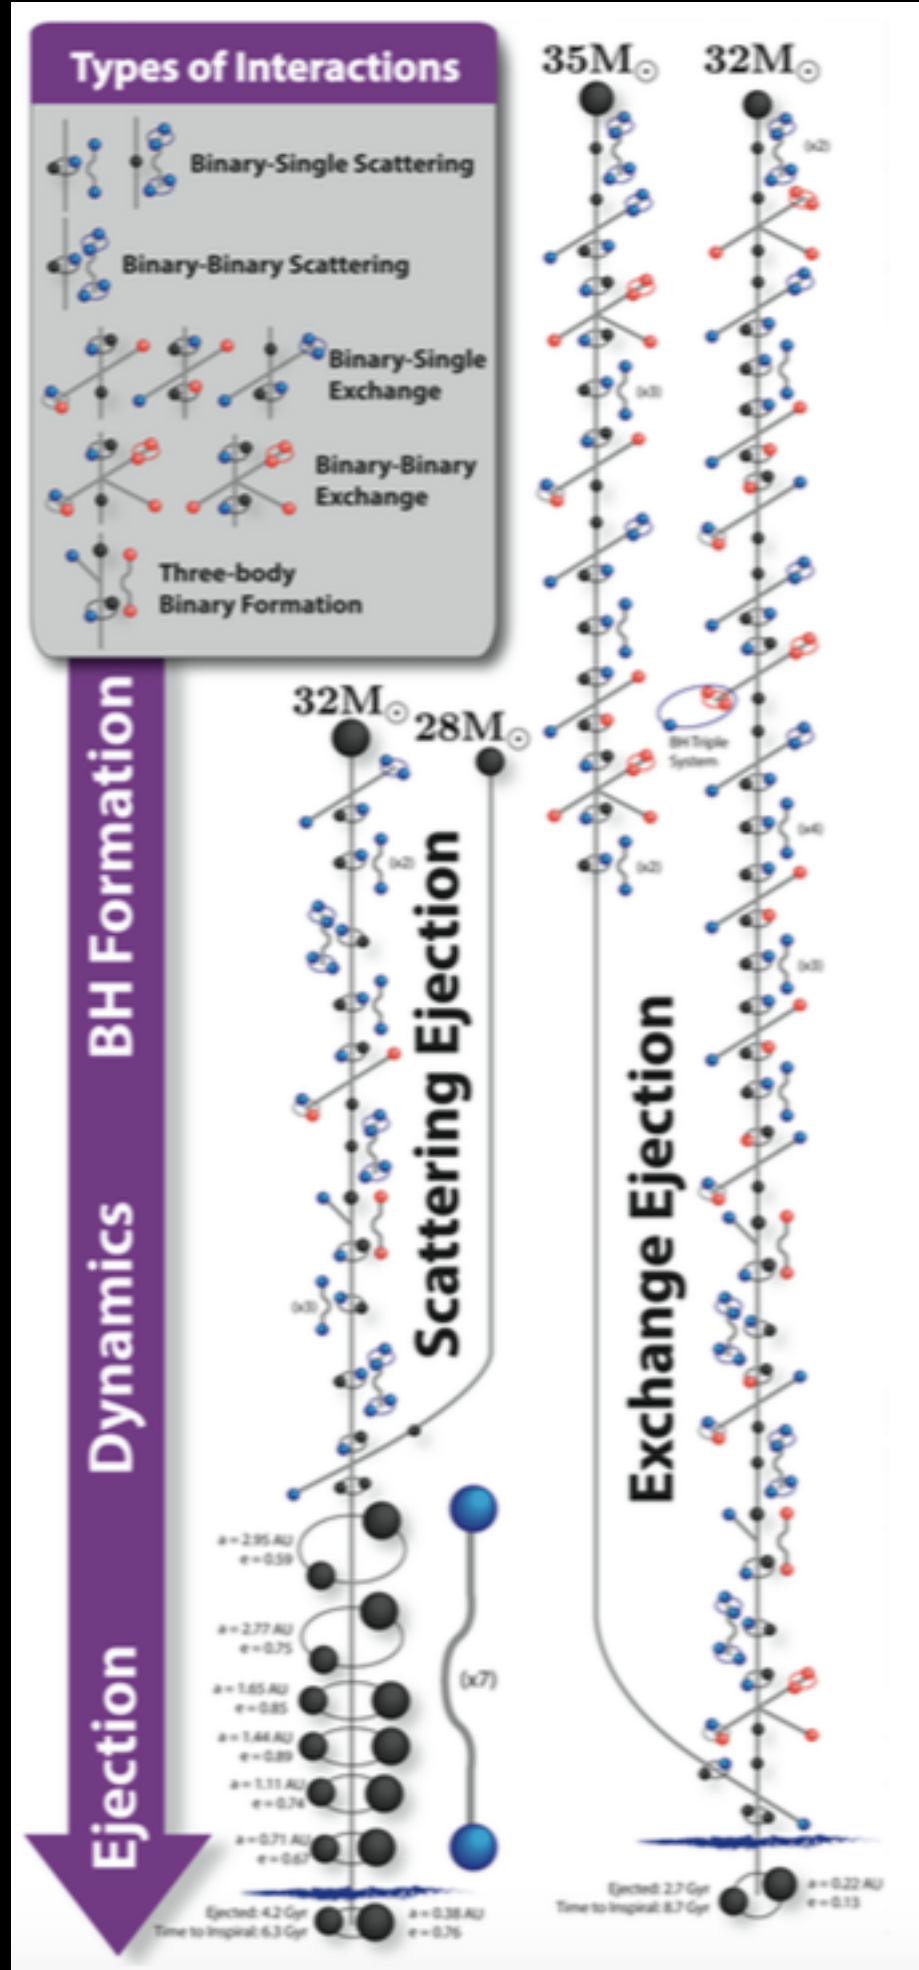 Types of Interactions
Binary-Single Scattering
Binary-Binary Scattering
Binary-Single
Exchange
Binary-Binary
Exchange
Three-body
Binary Formation
BH Formation
Dynamics
Ejection
32M☉
28M☉
(x2)
(x3)
Scattering Ejection
a = 2.95 AU
e = 0.59
a = 2.77 AU
e = 0.75
a = 1.65 AU
e = 0.85
a = 1.44 AU
e = 0.89
a = 1.11 AU
e = 0.74
a = 0.71 AU
e = 0.67
(x7)
Ejected: 4.2 Gyr
Time to Inspiral: 6.3 Gyr
a = 0.38 AU
e = 0.76
35M☉
32M☉
(x2)
(x3)
BH Triple
System
(x4)
(x2)
(x3)
Exchange Ejection
Ejected: 2.7 Gyr
Time to Inspiral: 8.7 Gyr
a = 0.22 AU
e = 0.13